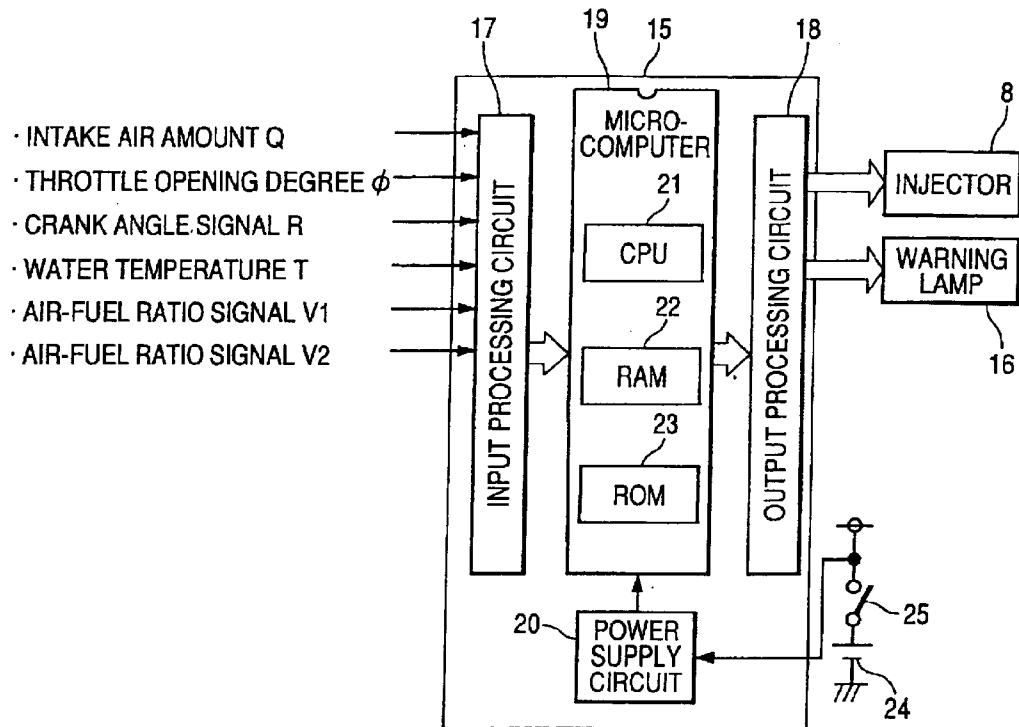 17
19
15
18
8
· INTAKE AIR AMOUNT Q
· THROTTLE OPENING DEGREE ϕ
· CRANK ANGLE SIGNAL R
· WATER TEMPERATURE T
· AIR-FUEL RATIO SIGNAL V1
· AIR-FUEL RATIO SIGNAL V2
INPUT PROCESSING CIRCUIT
MICRO-
COMPUTER
21
CPU
22
RAM
23
ROM
OUTPUT PROCESSING CIRCUIT
INJECTOR
WARNING
LAMP
16
20
POWER
SUPPLY
CIRCUIT
25
24